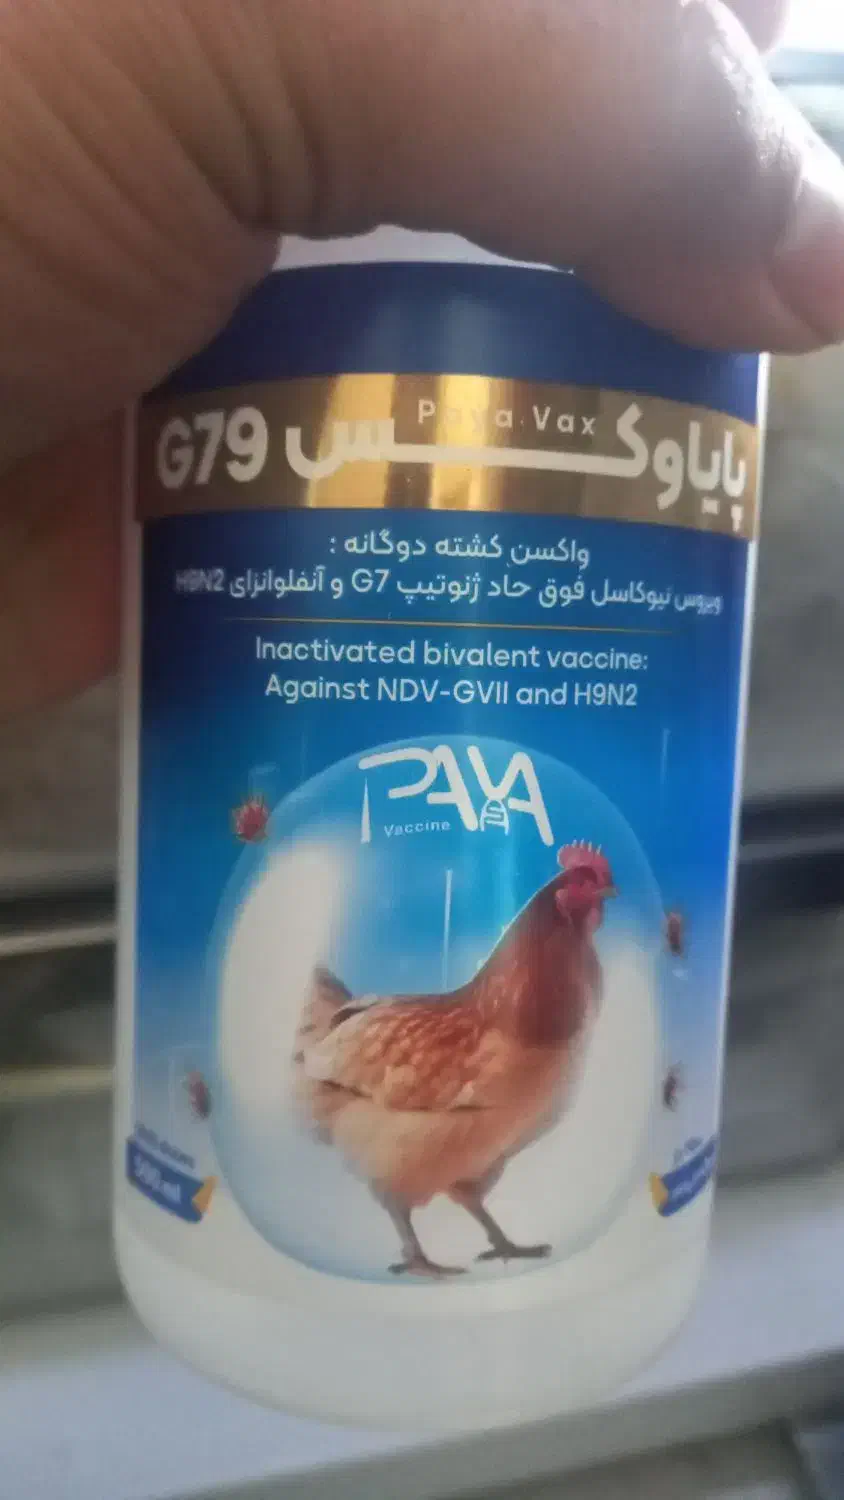 Paya Vax
پایاوکس G79
واکسن کشته دوگانه :
ویروس نیوکاسل فوق حاد ژنوتیپ G7 و آنفلوانزای H9N2
Inactivated bivalent vaccine:
Against NDV-GVII and H9N2
PAYA
Vaccine
500 ml